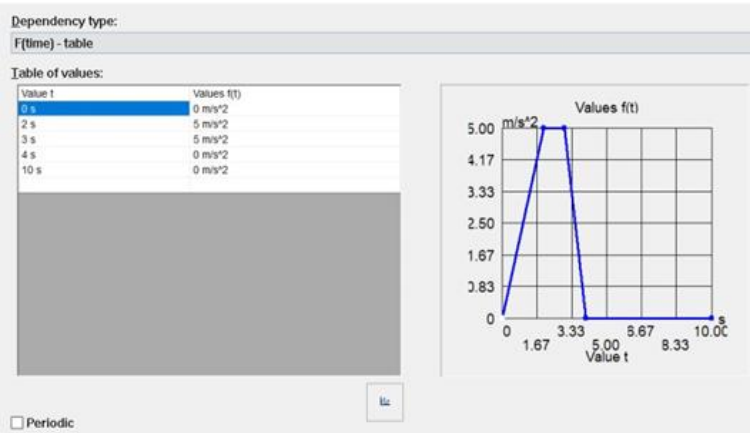 Dependency type:
F(time) - table
Table of values:
Value t Values f(t)
0 s 0 m/s^2
2 s 5 m/s^2
3 s 5 m/s^2
4 s 0 m/s^2
10 s 0 m/s^2
Values f(t)
m/s^2
5.00
4.17
3.33
2.50
1.67
0.83
0
s
0 3.33 6.67 10.00
1.67 5.00 8.33
Value t
Periodic